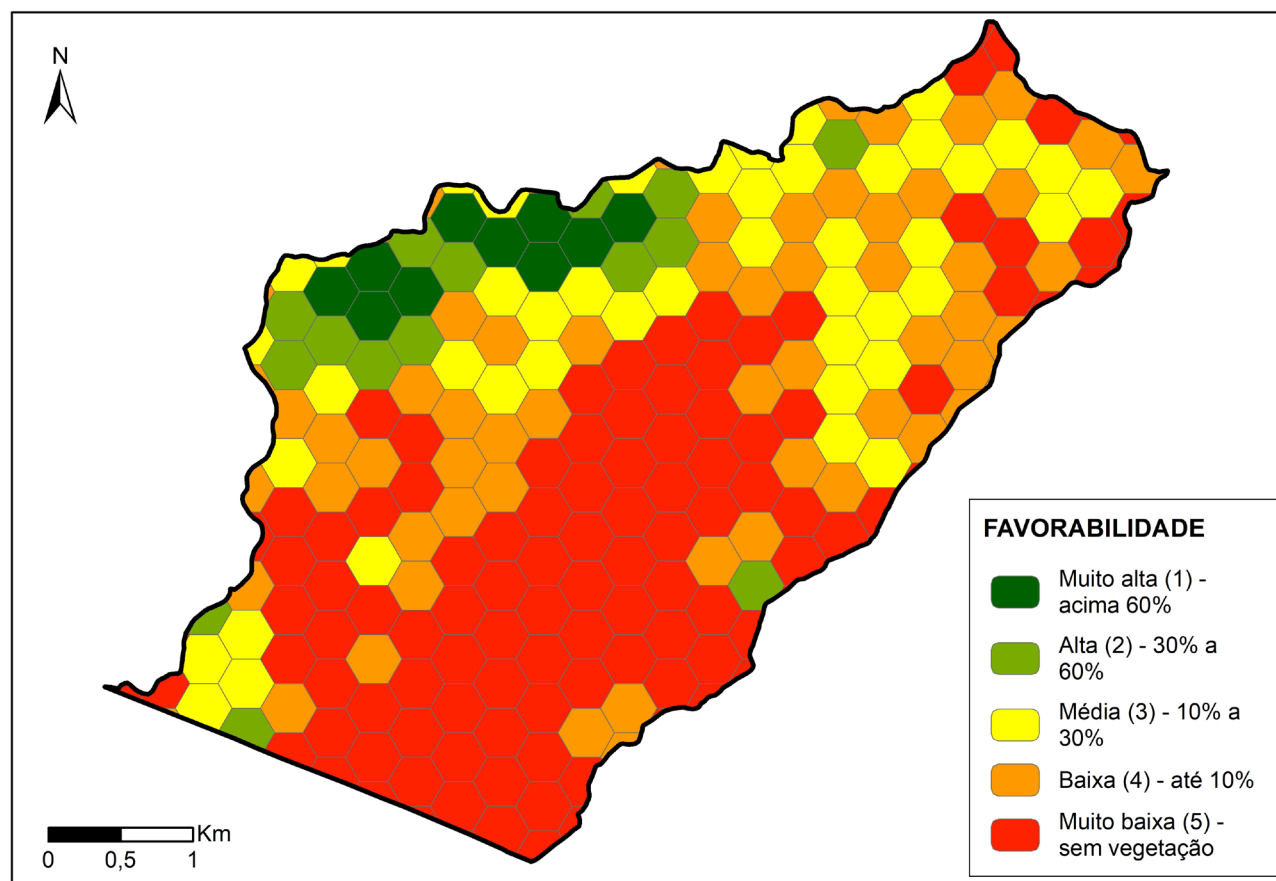 N
FAVORABILIDADE
Muito alta (1) -
acima 60%
Alta (2) - 30% a
60%
Média (3) - 10% a
30%
Baixa (4) - até 10%
Muito baixa (5) -
sem vegetação
Km
0 0,5 1